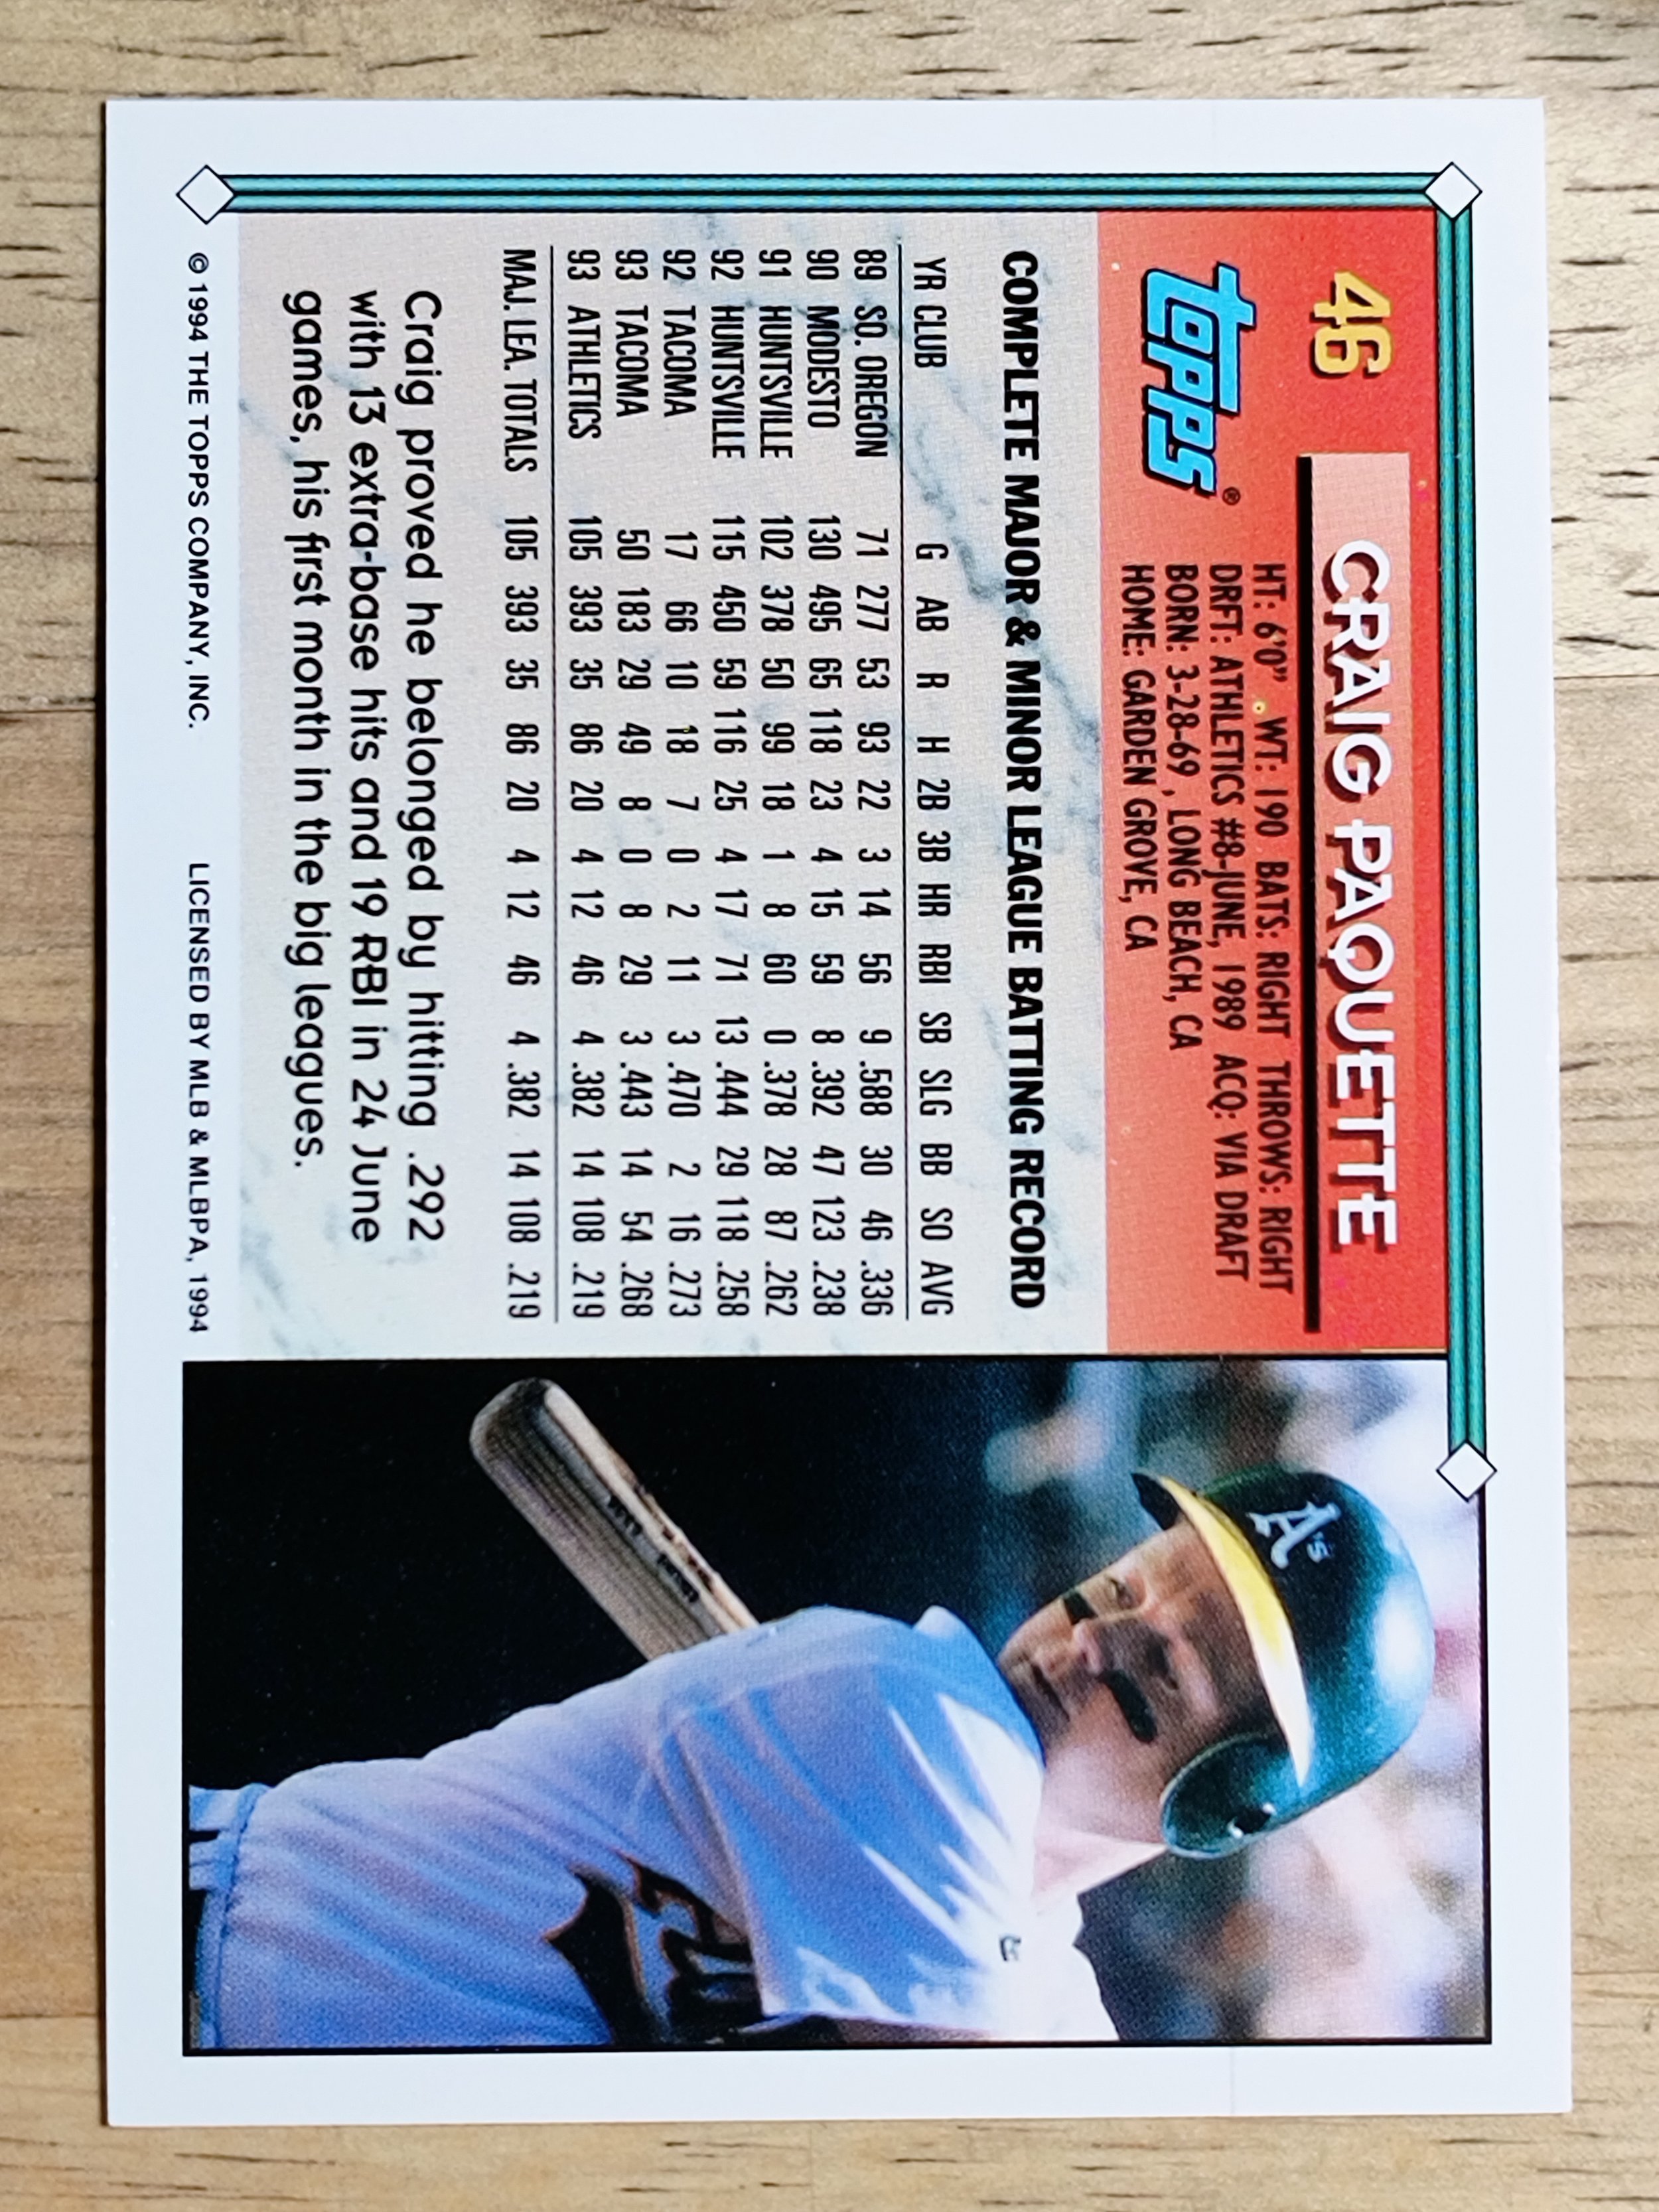 46
CRAIG PAQUETTE
topps®
HT: 6'0" WT: 190 BATS: RIGHT THROWS: RIGHT
DRFT: ATHLETICS #8-JUNE, 1989 ACQ: VIA DRAFT
BORN: 3-28-69, LONG BEACH, CA
HOME: GARDEN GROVE, CA
COMPLETE MAJOR & MINOR LEAGUE BATTING RECORD
YR CLUB G AB R H 2B 3B HR RBI SB SLG BB SO AVG
89 SO. OREGON 71 277 53 93 22 3 14 56 9 .588 30 46 .336
90 MODESTO 130 495 65 118 23 4 15 59 8 .392 47 123 .238
91 HUNTSVILLE 102 378 50 99 18 1 8 60 0 .378 28 87 .262
92 HUNTSVILLE 115 450 59 116 25 4 17 71 13 .444 29 118 .258
92 TACOMA 17 66 10 18 7 0 2 11 3 .470 2 16 .273
93 TACOMA 50 183 29 49 8 0 8 29 3 .443 14 54 .268
93 ATHLETICS 105 393 35 86 20 4 12 46 4 .382 14 108 .219
MAJ. LEA. TOTALS 105 393 35 86 20 4 12 46 4 .382 14 108 .219
Craig proved he belonged by hitting .292
with 13 extra-base hits and 19 RBI in 24 June
games, his first month in the big leagues.
© 1994 THE TOPPS COMPANY, INC. LICENSED BY MLB & MLBPA, 1994
A's